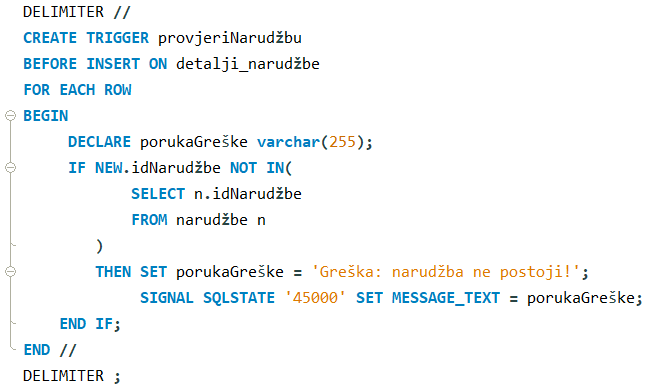 DELIMITER //
CREATE TRIGGER provjeriNarudžbu
BEFORE INSERT ON detalji_narudžbe
FOR EACH ROW
BEGIN
DECLARE porukaGreške varchar(255);
IF NEW.idNarudžbe NOT IN(
SELECT n.idNarudžbe
FROM narudžbe n
)
THEN SET porukaGreške = 'Greška: narudžba ne postoji!';
SIGNAL SQLSTATE '45000' SET MESSAGE_TEXT = porukaGreške;
END IF;
END //
DELIMITER ;